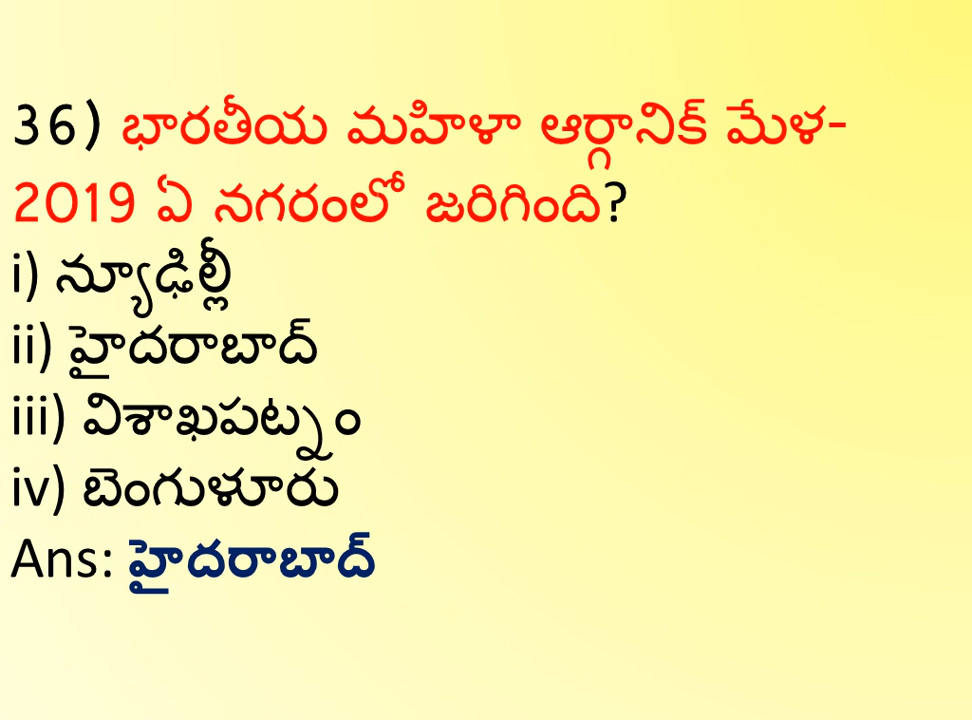 36) భారతీయ మహిళా ఆర్గానిక్ మేళ-
2019 ఏ నగరంలో జరిగింది?
i) న్యూఢిల్లీ
ii) హైదరాబాద్
iii) విశాఖపట్నం
iv) బెంగుళూరు
Ans: హైదరాబాద్